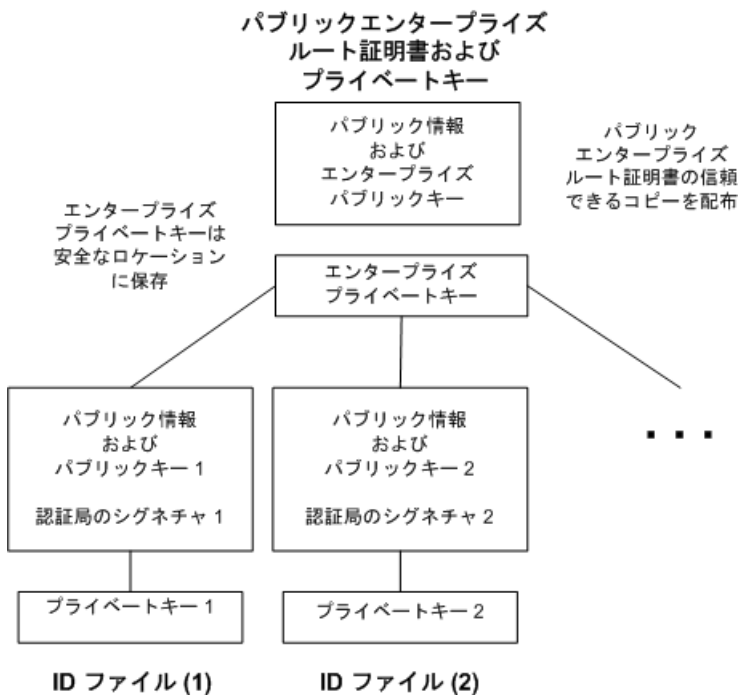 パブリックエンタープライズ
ルート証明書および
プライベートキー
パブリック情報
および
エンタープライズ
パブリックキー
パブリック
エンタープライズ
ルート証明書の信頼
できるコピーを配布
エンタープライズ
プライベートキーは
安全なロケーション
に保存
エンタープライズ
プライベートキー
パブリック情報
および
パブリックキー 1
認証局のシグネチャ 1
パブリック情報
および
パブリックキー 2
認証局のシグネチャ 2
プライベートキー 1
プライベートキー 2
ID ファイル (1)
ID ファイル (2)